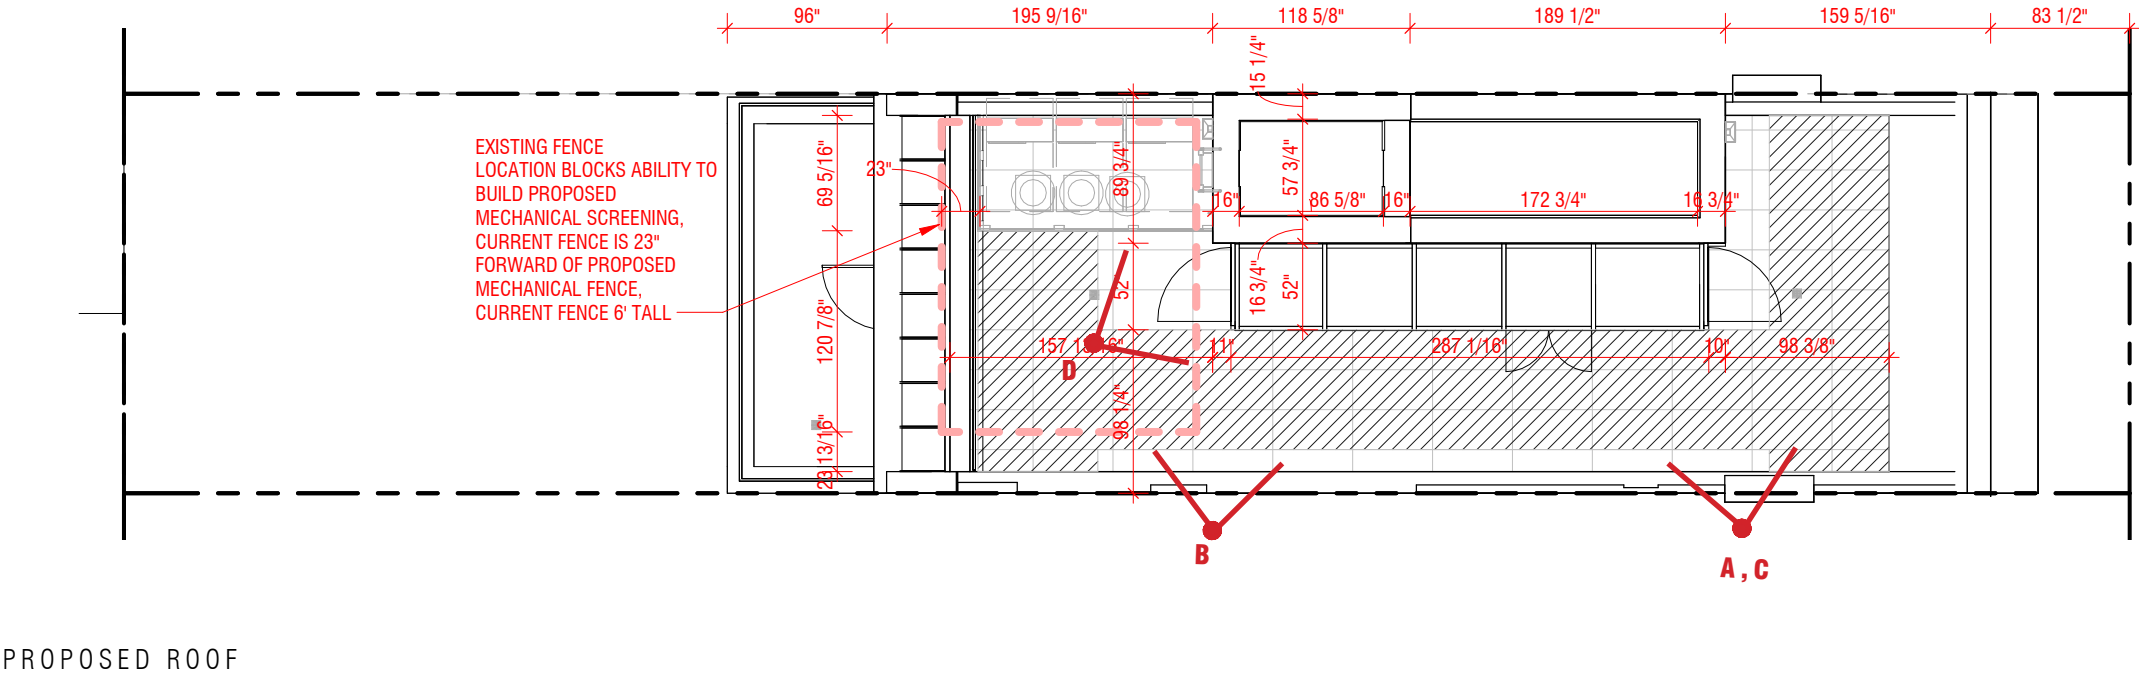 96"
195 9/16"
118 5/8"
189 1/2"
159 5/16"
83 1/2"
15 1/4"
EXISTING FENCE
LOCATION BLOCKS ABILITY TO
BUILD PROPOSED
MECHANICAL SCREENING,
CURRENT FENCE IS 23"
FORWARD OF PROPOSED
MECHANICAL FENCE,
CURRENT FENCE 6' TALL
69 5/16"
23"
89 3/4"
57 3/4"
16"
86 5/8"
16"
172 3/4"
16 3/4"
120 7/8"
52"
16 3/4"
52"
11"
287 1/16"
10"
98 3/8"
D
98 1/4"
23 13/16"
B
A, C
PROPOSED ROOF